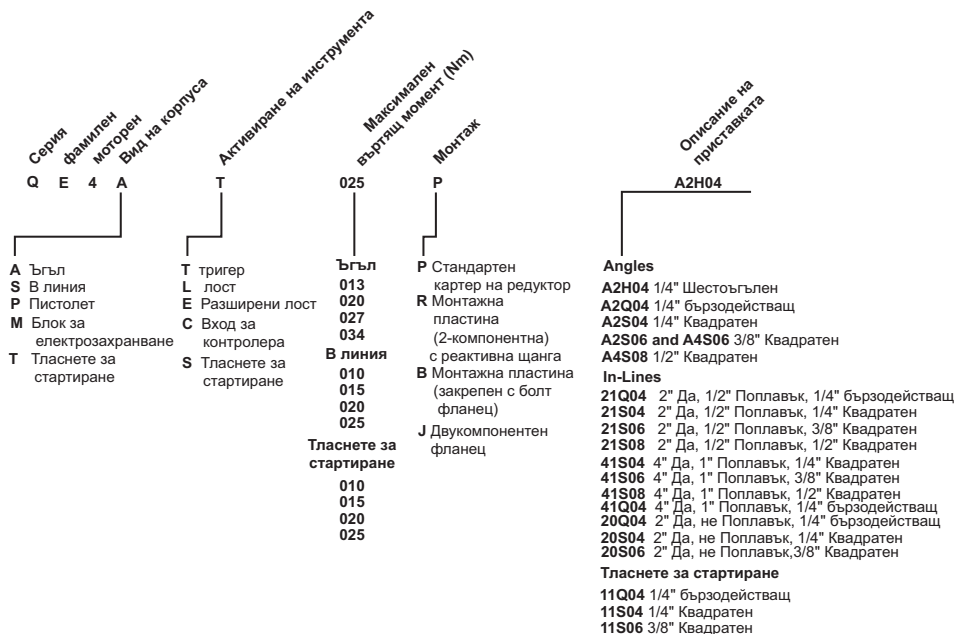 Серия
фамилен
моторен
Вид на корпуса
Активиране на инструмента
Максимален
въртящ момент (Nm)
Монтаж
Описание на
приставката
Q E 4 A T 025 P A2H04
A Ъгъл
S В линия
P Пистолет
M Блок за
електрозахранване
T Тласнете за
стартиране
T тригер
L лост
E Разширени лост
C Вход за
контролера
S Тласнете за
стартиране
Ъгъл
013
020
027
034
В линия
010
015
020
025
Тласнете за
стартиране
010
015
020
025
P Стандартен
картер на редуктор
R Монтажна
пластина
(2-компонентна)
с реактивна щанга
B Монтажна пластина
(закрепен с болт
фланец)
J Двукомпонентен
фланец
Angles
A2H04 1/4" Шестоъгълен
A2Q04 1/4" бързодействащ
A2S04 1/4" Квадратен
A2S06 and A4S06 3/8" Квадратен
A4S08 1/2" Квадратен
In-Lines
21Q04 2" Да, 1/2" Поплавък, 1/4" бързодействащ
21S04 2" Да, 1/2" Поплавък, 1/4" Квадратен
21S06 2" Да, 1/2" Поплавък, 3/8" Квадратен
21S08 2" Да, 1/2" Поплавък, 1/2" Квадратен
41S04 4" Да, 1" Поплавък, 1/4" Квадратен
41S06 4" Да, 1" Поплавък, 3/8" Квадратен
41S08 4" Да, 1" Поплавък, 1/2" Квадратен
41Q04 4" Да, 1" Поплавък, 1/4" бързодействащ
20Q04 2" Да, не Поплавък, 1/4" бързодействащ
20S04 2" Да, не Поплавък, 1/4" Квадратен
20S06 2" Да, не Поплавък,3/8" Квадратен
Тласнете за стартиране
11Q04 1/4" бързодействащ
11S04 1/4" Квадратен
11S06 3/8" Квадратен